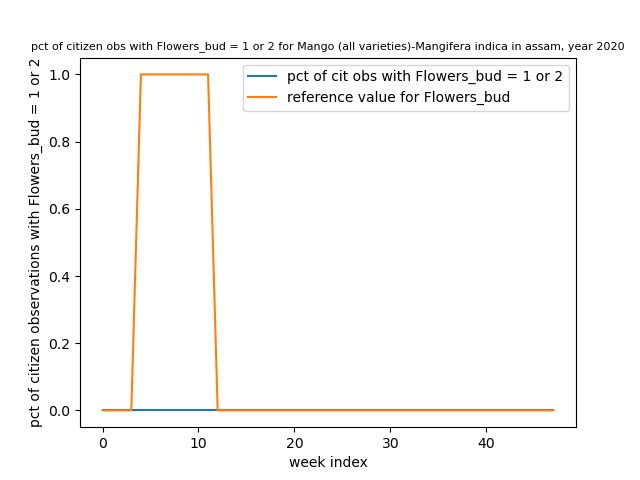 pct of citizen obs with Flowers_bud = 1 or 2 for Mango (all varieties)-Mangifera indica in assam, year 2020
pct of cit obs with Flowers_bud = 1 or 2
reference value for Flowers_bud
pct of citizen observations with Flowers_bud = 1 or 2
1.0
0.8
0.6
0.4
0.2
0.0
0 10 20 30 40
week index